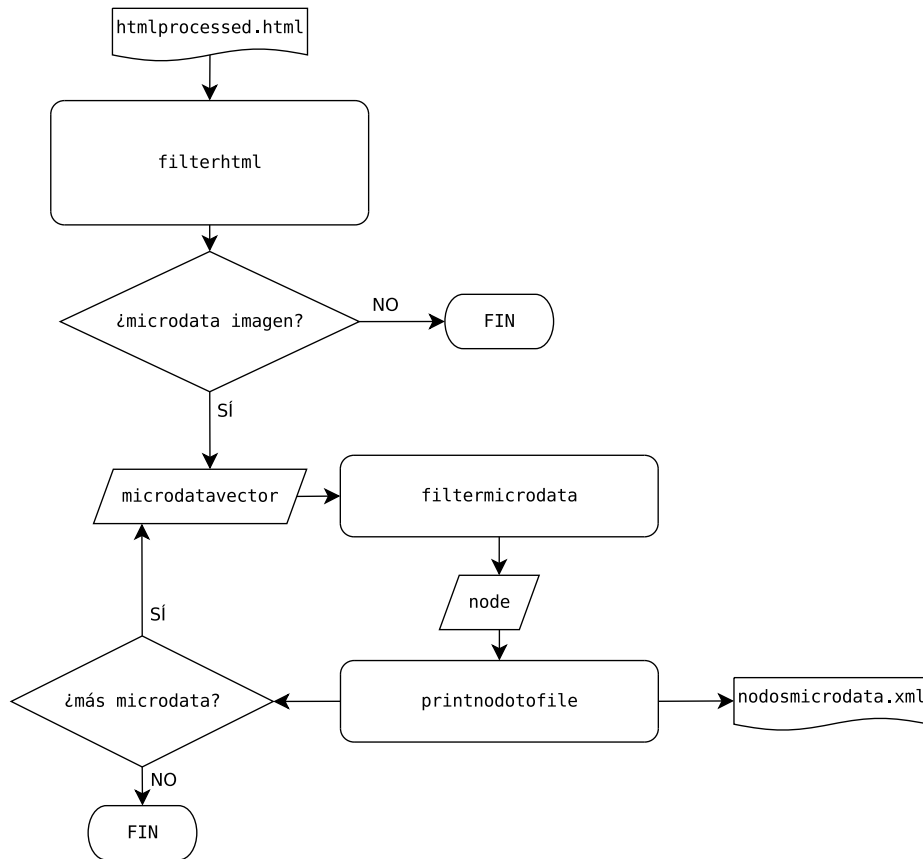 htmlprocessed.html
filterhtml
¿microdata imagen?
NO
FIN
SÍ
microdatavector
filtermicrodata
node
SÍ
¿más microdata?
printnodotofile
nodosmicrodata.xml
NO
FIN